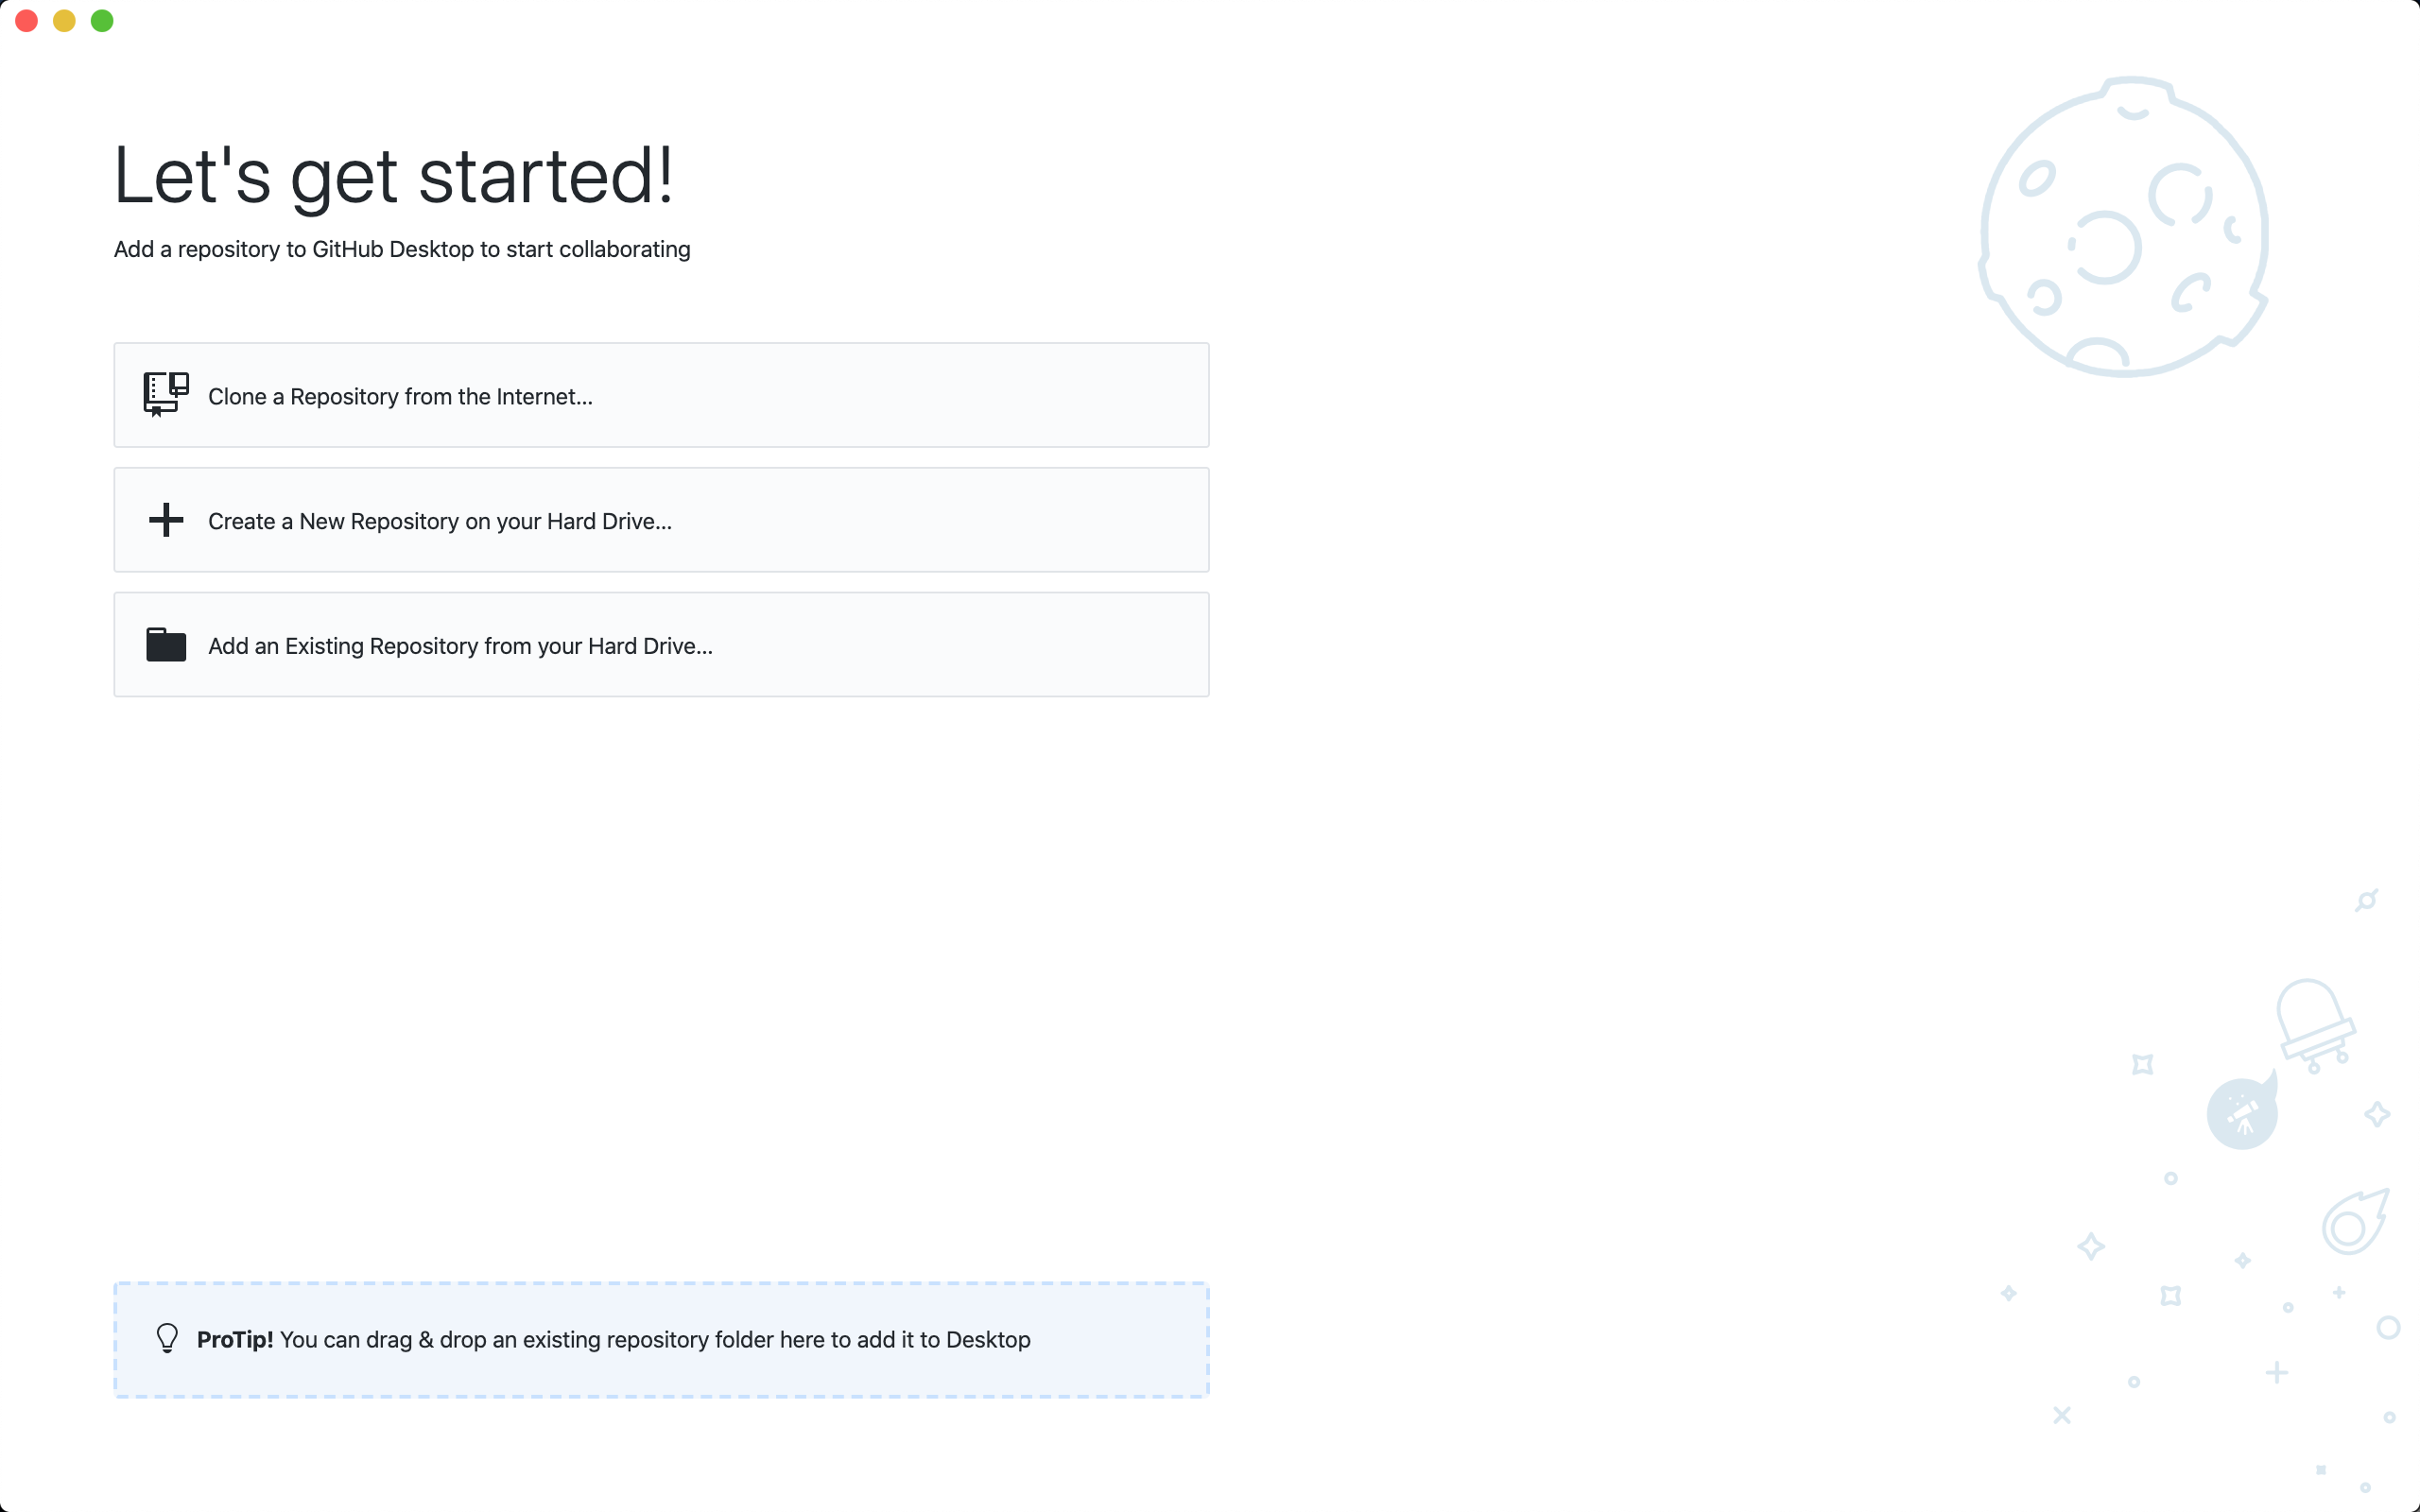 Let's get started!
Add a repository to GitHub Desktop to start collaborating
Clone a Repository from the Internet...
Create a New Repository on your Hard Drive...
Add an Existing Repository from your Hard Drive...
ProTip! You can drag & drop an existing repository folder here to add it to Desktop